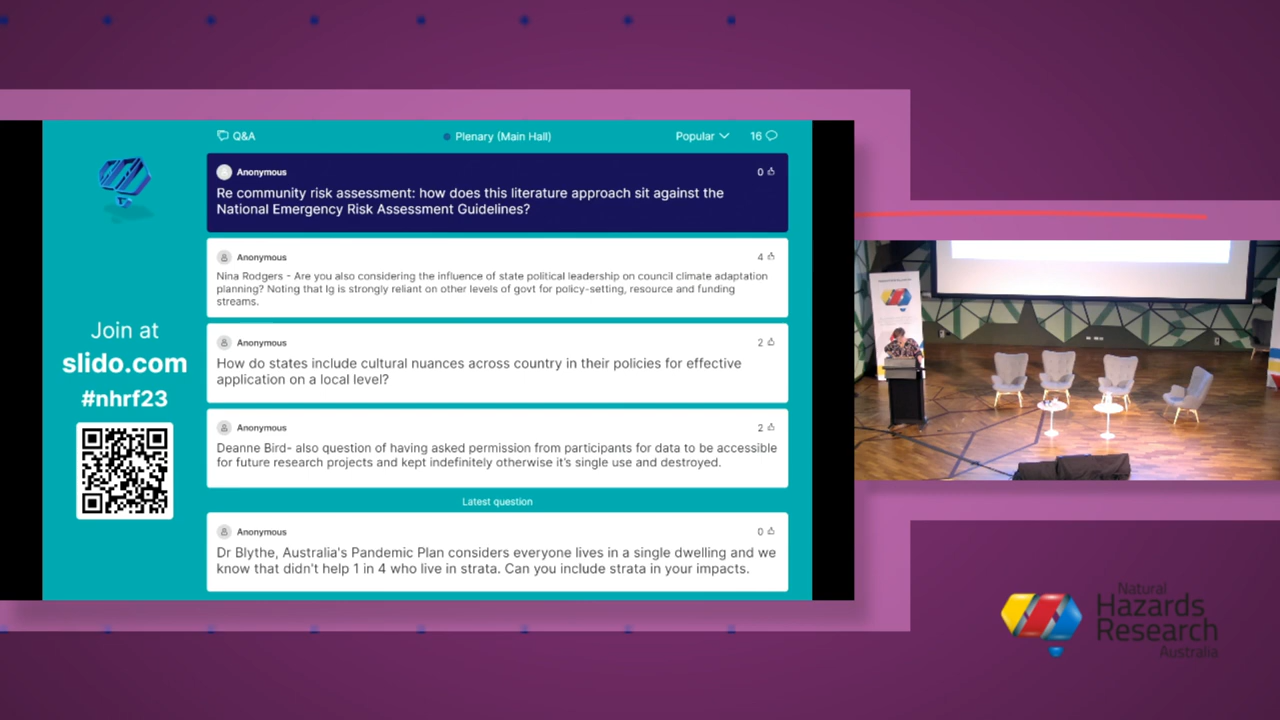 Q&A
Plenary (Main Hall)
Popular
16
Anonymous
0
Re community risk assessment: how does this literature approach sit against the
National Emergency Risk Assessment Guidelines?
Anonymous
4
Nina Rodgers - Are you also considering the influence of state political leadership on council climate adaptation
planning? Noting that lg is strongly reliant on other levels of govt for policy-setting, resource and funding
streams.
Anonymous
2
How do states include cultural nuances across country in their policies for effective
application on a local level?
Anonymous
2
Deanne Bird- also question of having asked permission from participants for data to be accessible
for future research projects and kept indefinitely otherwise it's single use and destroyed.
Latest question
Anonymous
0
Dr Blythe, Australia's Pandemic Plan considers everyone lives in a single dwelling and we
know that didn't help 1 in 4 who live in strata. Can you include strata in your impacts.
Join at
slido.com
#nhrf23
Natural
Hazards
Research
Australia